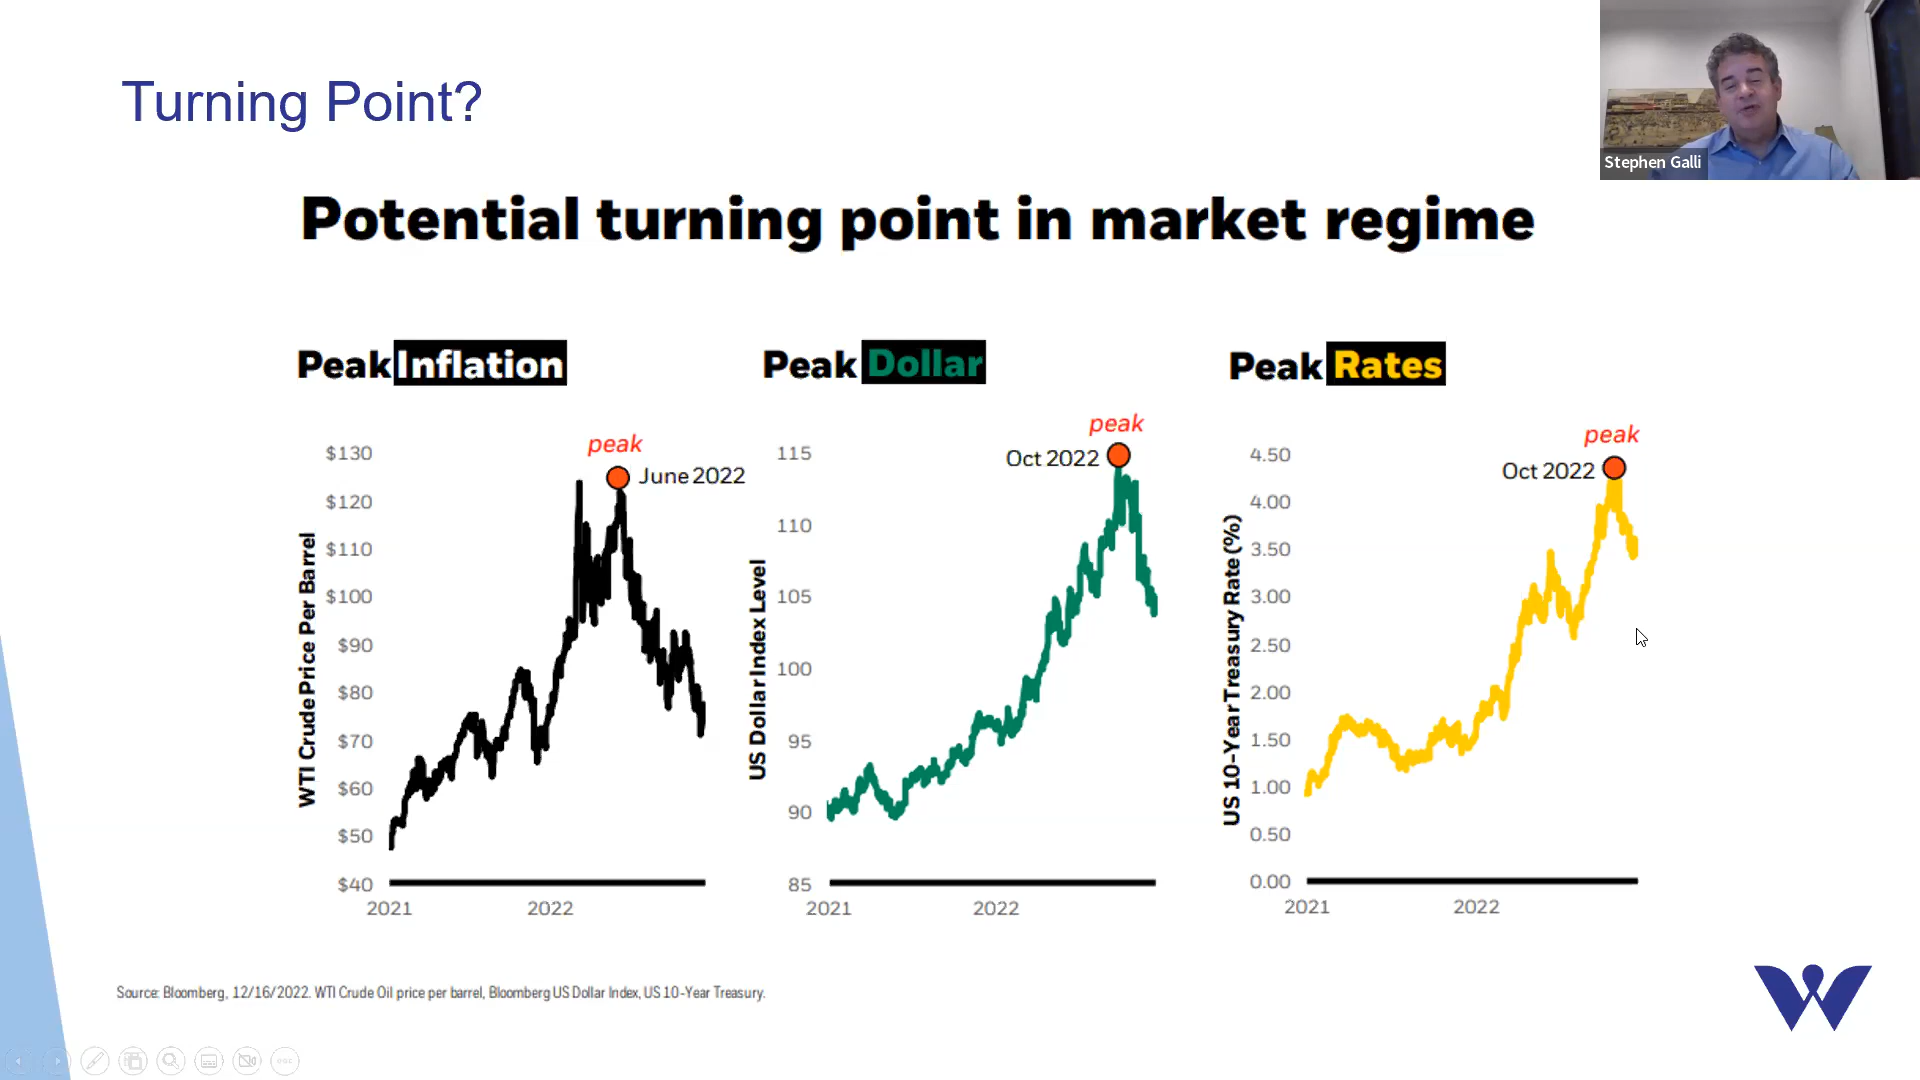 Turning Point?
Stephen Galli
Potential turning point in market regime
Peak Inflation
WTI Crude Price Per Barrel
$130
$120
$110
$100
$90
$80
$70
$60
$50
$40
peak
June 2022
2021
2022
Peak Dollar
US Dollar Index Level
115
110
105
100
95
90
85
peak
Oct 2022
2021
2022
Peak Rates
US 10-Year Treasury Rate (%)
4.50
4.00
3.50
3.00
2.50
2.00
1.50
1.00
0.50
0.00
peak
Oct 2022
2021
2022
Source: Bloomberg, 12/16/2022. WTI Crude Oil price per barrel, Bloomberg US Dollar Index, US 10-Year Treasury.